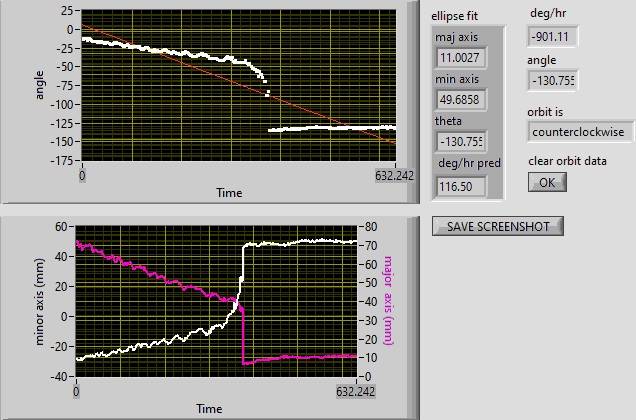 25
0
-25
-50
-75
-100
-125
-150
-175
angle
0
632.242
Time
ellipse fit
maj axis
11.0027
min axis
49.6858
theta
-130.755
deg/hr pred
116.50
deg/hr
-901.11
angle
-130.755
orbit is
counterclockwise
clear orbit data
OK
SAVE SCREENSHOT
60
40
20
0
-20
-40
minor axis (mm)
80
70
60
50
40
30
20
10
0
major axis (mm)
0
632.242
Time